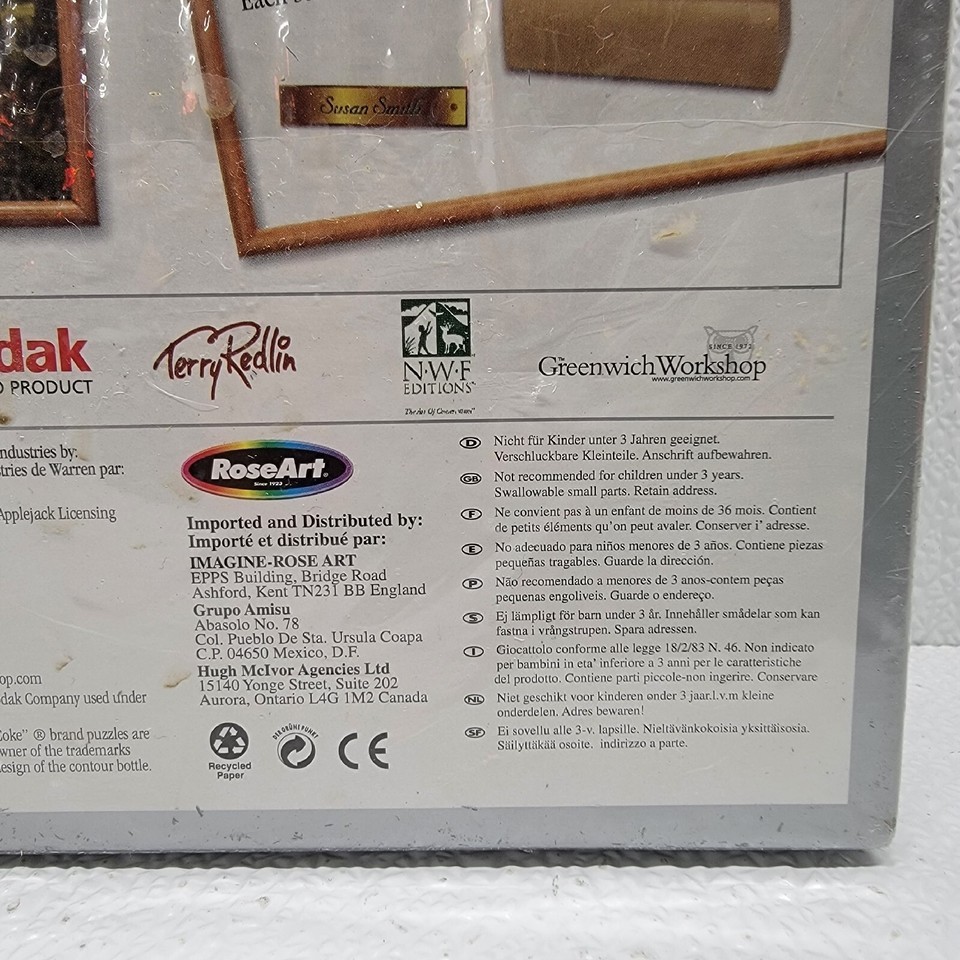 Each
Susan Smith
dak
PRODUCT
Terry Redlin
N·W·F
EDITIONS
SINCE 1972
The Greenwich Workshop
www.greenwichworkshop.com
ndustries by:
stries de Warren par:
Applejack Licensing
op.com
dak Company used under
Coke" ® brand puzzles are
wner of the trademarks
esign of the contour bottle.
RoseArt®
Since 1923
Imported and Distributed by:
Importé et distribué par:
IMAGINE-ROSE ART
EPPS Building, Bridge Road
Ashford, Kent TN231 BB England
Grupo Amisu
Abasolo No. 78
Col. Pueblo De Sta. Ursula Coapa
C.P. 04650 Mexico, D.F.
Hugh McIvor Agencies Ltd
15140 Yonge Street, Suite 202
Aurora, Ontario L4G 1M2 Canada
Recycled
Paper
DER GRÜNE PUNKT
CE
D Nicht für Kinder unter 3 Jahren geeignet.
Verschluckbare Kleinteile. Anschrift aufbewahren.
GB Not recommended for children under 3 years.
Swallowable small parts. Retain address.
F Ne convient pas à un enfant de moins de 36 mois. Contient
de petits éléments qu'on peut avaler. Conserver i' adresse.
E No adecuado para niños menores de 3 años. Contiene piezas
pequeñas tragables. Guarde la dirección.
P Não recomendado a menores de 3 anos-contem peças
pequenas engoliveis. Guarde o endereço.
S Ej lämpligt för barn under 3 år. Innehåller smådelar som kan
fastna i vrångstrupen. Spara adressen.
I Giocattolo conforme alle legge 18/2/83 N. 46. Non indicato
per bambini in eta' inferiore a 3 anni per le caratteristiche
del prodotto. Contiene parti piccole-non ingerire. Conservare
NL Niet geschikt voor kinderen onder 3 jaar.l.v.m kleine
onderdelen. Adres bewaren!
SF Ei sovellu alle 3-v. lapsille. Nieltävänkokoisia yksittäisosia.
Säilyttäkää osoite. indirizzo a parte.